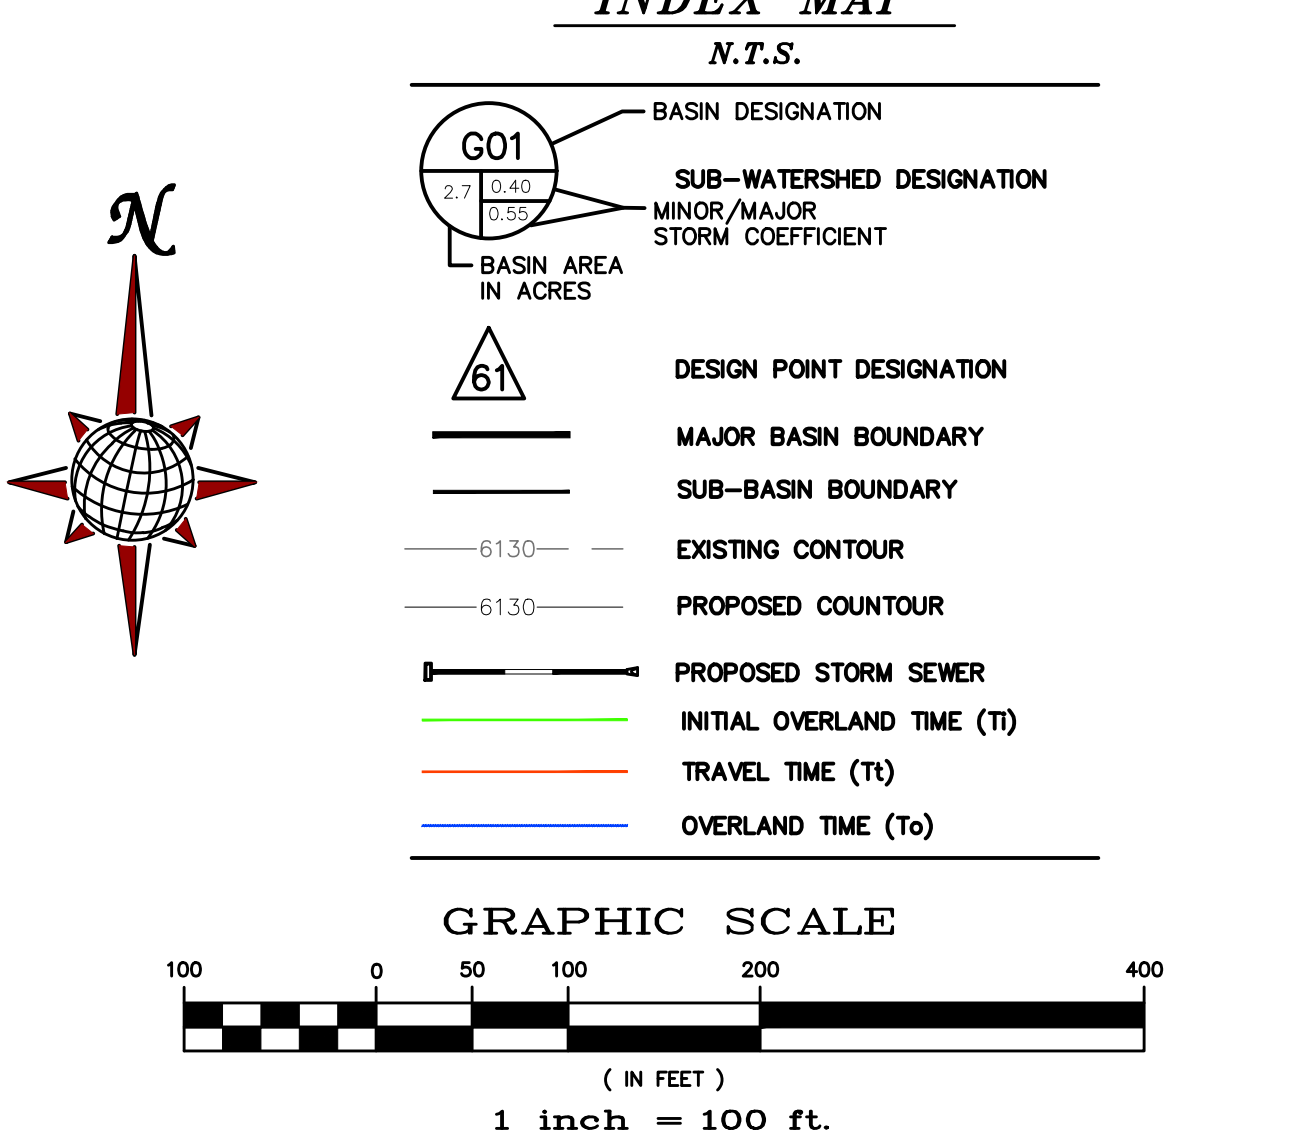 INDEX MAP
N.T.S.
G01
2.7
0.40
0.55
BASIN DESIGNATION
SUB-WATERSHED DESIGNATION
MINOR/MAJOR
STORM COEFFICIENT
BASIN AREA
IN ACRES
N
61
DESIGN POINT DESIGNATION
MAJOR BASIN BOUNDARY
SUB-BASIN BOUNDARY
6130 EXISTING CONTOUR
6130 PROPOSED COUNTOUR
PROPOSED STORM SEWER
INITIAL OVERLAND TIME (Ti)
TRAVEL TIME (Tt)
OVERLAND TIME (To)
GRAPHIC SCALE
100 0 50 100 200 400
( IN FEET )
1 inch = 100 ft.